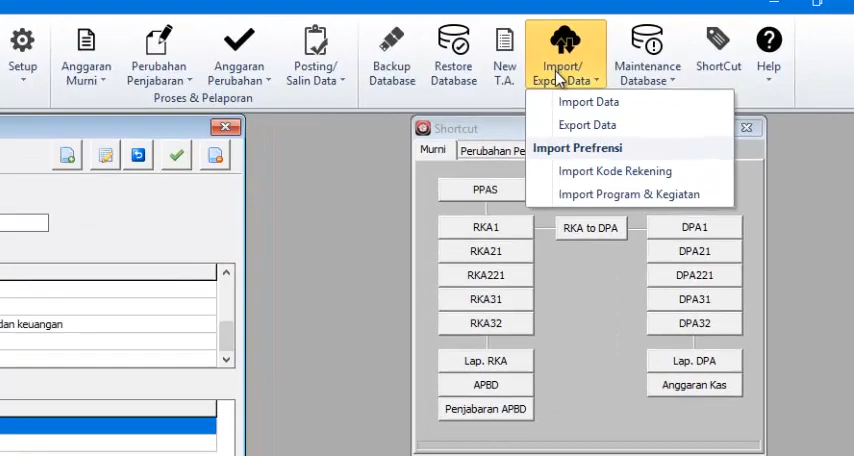 Setup
Anggaran
Murni
Perubahan
Penjabaran
Anggaran
Perubahan
Posting/
Salin Data
Backup
Database
Restore
Database
New
T.A.
Import/
Export Data
Maintenance
Database
ShortCut
Help
Proses & Pelaporan
Import Data
Export Data
Import Prefrensi
Import Kode Rekening
Import Program & Kegiatan
Shortcut
Murni
Perubahan Pe
PPAS
RKA1
RKA to DPA
DPA1
RKA21
DPA21
RKA221
DPA221
RKA31
DPA31
RKA32
DPA32
Lap. RKA
Lap. DPA
APBD
Anggaran Kas
Penjabaran APBD
dan keuangan